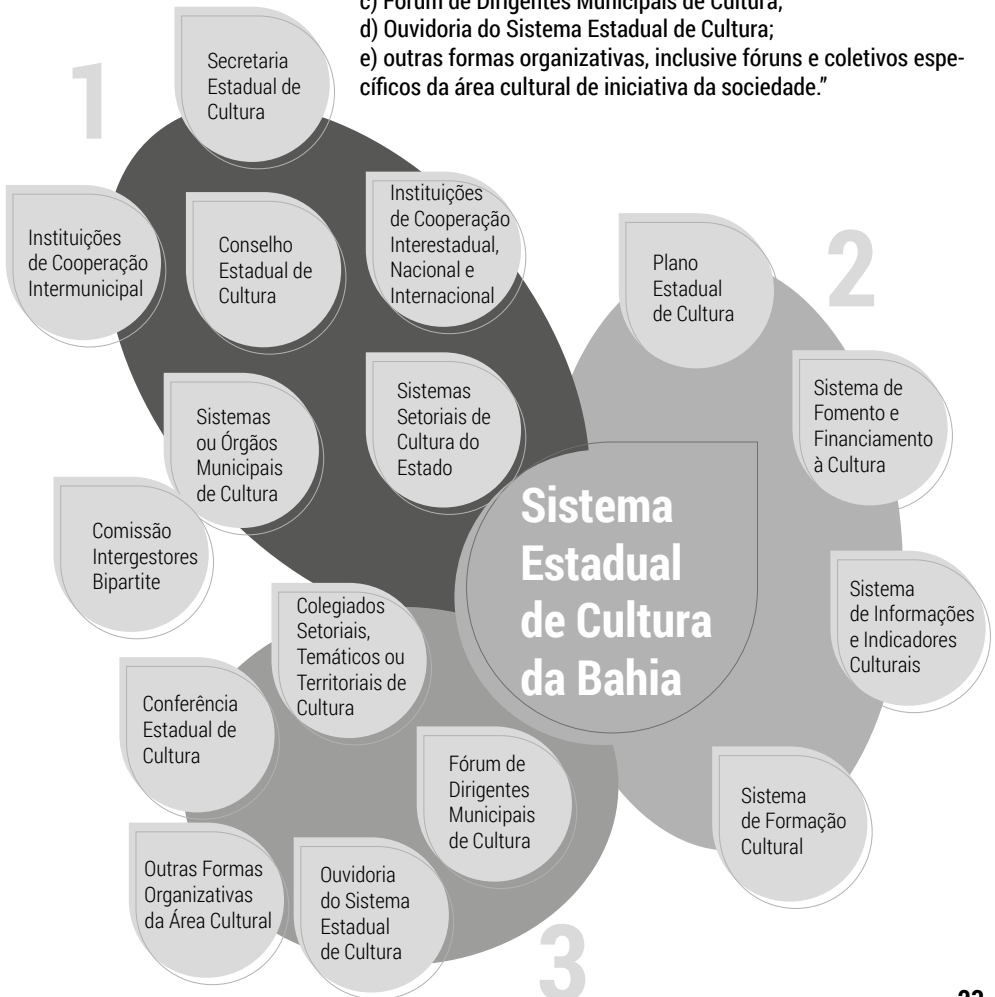 c) Fórum de Dirigentes Municipais de Cultura;
d) Ouvidoria do Sistema Estadual de Cultura;
e) outras formas organizativas, inclusive fóruns e coletivos espe-
cíficos da área cultural de iniciativa da sociedade.”
1
Secretaria
Estadual de
Cultura
Instituições
de Cooperação
Intermunicipal
Conselho
Estadual de
Cultura
Instituições
de Cooperação
Interestadual,
Nacional e
Internacional
Sistemas
ou Órgãos
Municipais
de Cultura
Sistemas
Setoriais de
Cultura do
Estado
Comissão
Intergestores
Bipartite
2
Plano
Estadual
de Cultura
Sistema de
Fomento e
Financiamento
à Cultura
Sistema
de Informações
e Indicadores
Culturais
Sistema
de Formação
Cultural
Sistema
Estadual
de Cultura
da Bahia
Colegiados
Setoriais,
Temáticos ou
Territoriais de
Cultura
Conferência
Estadual de
Cultura
Fórum de
Dirigentes
Municipais
de Cultura
Outras Formas
Organizativas
da Área Cultural
Ouvidoria
do Sistema
Estadual
de Cultura
3